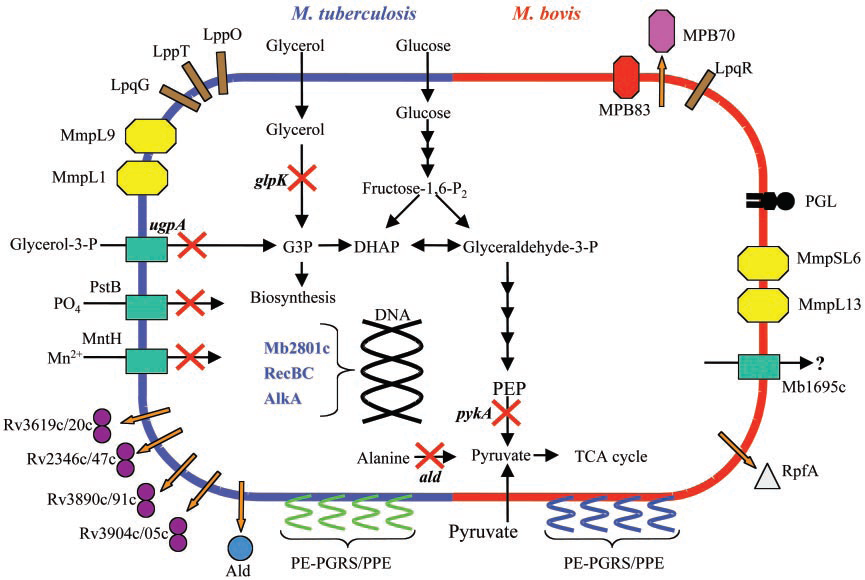 M. tuberculosis
M. bovis
LppO
LppT
LpqG
Glycerol
Glucose
MPB70
MPB83
LpqR
MmpL9
Glycerol
Glucose
MmpL1
glpK
Fructose-1,6-P2
PGL
ugpA
Glycerol-3-P
G3P
DHAP
Glyceraldehyde-3-P
MmpSL6
PstB
PO4
Biosynthesis
MmpL13
MntH
Mn2+
DNA
Mb2801c
RecBC
AlkA
?
Mb1695c
PEP
pykA
Rv3619c/20c
Rv2346c/47c
Rv3890c/91c
Rv3904c/05c
Alanine
ald
Pyruvate
TCA cycle
RpfA
Pyruvate
Ald
PE-PGRS/PPE
PE-PGRS/PPE